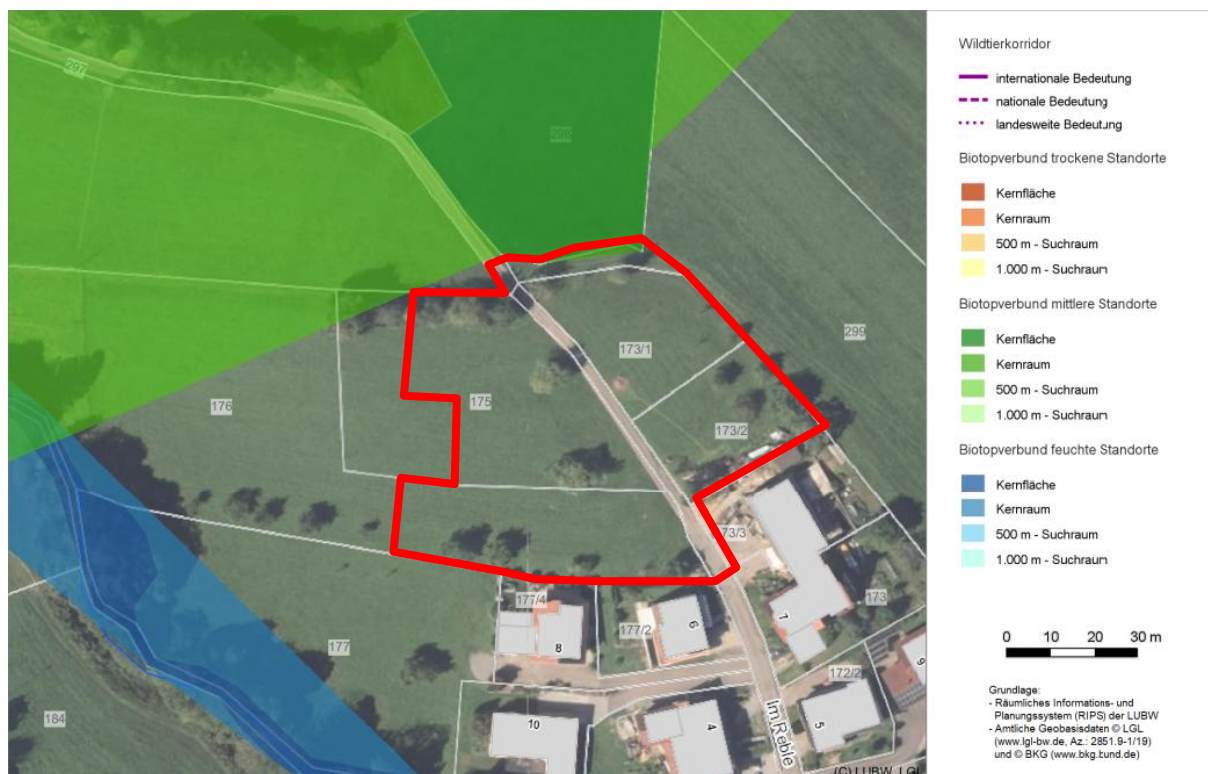 297
299
173/1
175
176
173/2
73/3
173
177/4
177/2
6
7
8
177
172/2
9
184
10
4
5
Im Reble
(C) LUBW, LGL
Wildtierkorridor
internationale Bedeutung
nationale Bedeutung
landesweite Bedeutung
Biotopverbund trockene Standorte
Kernfläche
Kernraum
500 m - Suchraum
1.000 m - Suchraum
Biotopverbund mittlere Standorte
Kernfläche
Kernraum
500 m - Suchraum
1.000 m - Suchraum
Biotopverbund feuchte Standorte
Kernfläche
Kernraum
500 m - Suchraum
1.000 m - Suchraum
0 10 20 30 m
Grundlage:
- Räumliches Informations- und
Planungssystem (RIPS) der LUBW
- Amtliche Geobasisdaten © LGL
(www.lgl-bw.de, Az.: 2851.9-1/19)
und © BKG (www.bkg.bund.de)